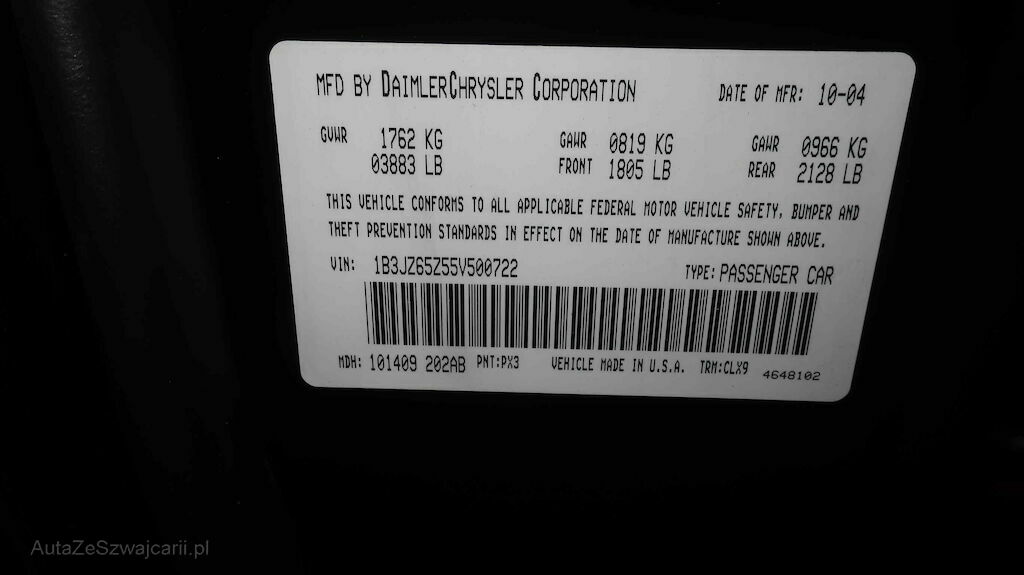 MFD BY DAIMLERCHRYSLER CORPORATION DATE OF MFR: 10-04
GVWR 1762 KG GAWR 0819 KG GAWR 0966 KG
03883 LB FRONT 1805 LB REAR 2128 LB
THIS VEHICLE CONFORMS TO ALL APPLICABLE FEDERAL MOTOR VEHICLE SAFETY, BUMPER AND
THEFT PREVENTION STANDARDS IN EFFECT ON THE DATE OF MANUFACTURE SHOWN ABOVE.
VIN: 1B3JZ65Z55V500722 TYPE: PASSENGER CAR
MDH: 101409 202AB PNT:PX3 VEHICLE MADE IN U.S.A. TRM:CLX9 4648102
AutaZeSzwajcarii.pl